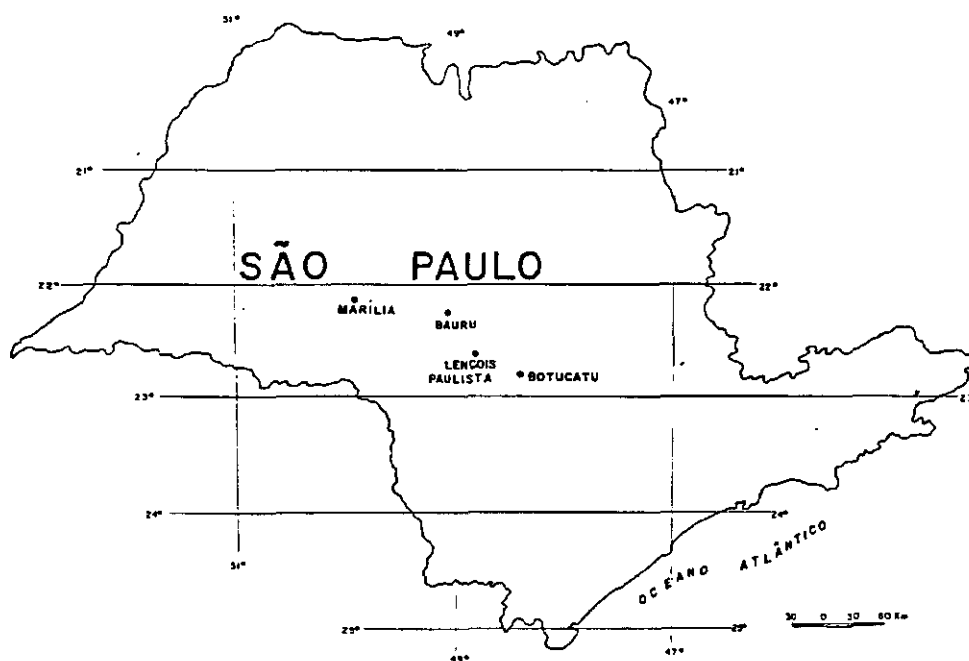 51°
49°
47°
21°
21°
SÃO PAULO
22°
22°
MARÍLIA
BAURU
LENÇOIS
PAULISTA
BOTUCATU
23°
24°
24°
51°
OCEANO ATLÂNTICO
25°
25°
30 0 30 60 Km
49°
47°